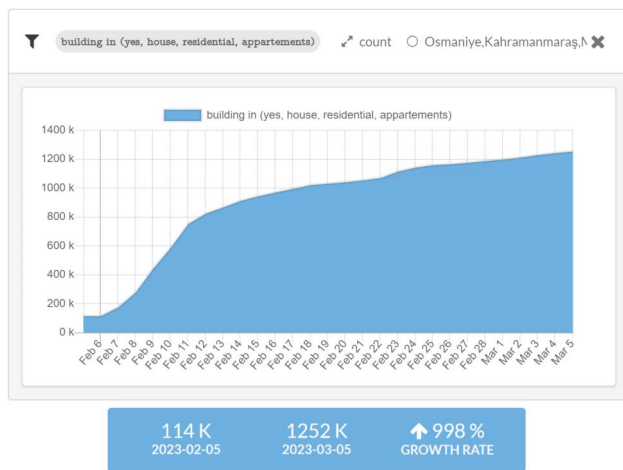 building in (yes, house, residential, appartements) count Osmaniye,Kahramanmaraş,
building in (yes, house, residential, appartements)
1400 k
1200 k
1000 k
800 k
600 k
400 k
200 k
0 k
Feb 6 Feb 7 Feb 8 Feb 9 Feb 10 Feb 11 Feb 12 Feb 13 Feb 14 Feb 15 Feb 16 Feb 17 Feb 18 Feb 19 Feb 20 Feb 21 Feb 22 Feb 23 Feb 24 Feb 25 Feb 26 Feb 27 Feb 28 Mar 1 Mar 2 Mar 3 Mar 4 Mar 5
114 K 1252 K 998 %
2023-02-05 2023-03-05 GROWTH RATE